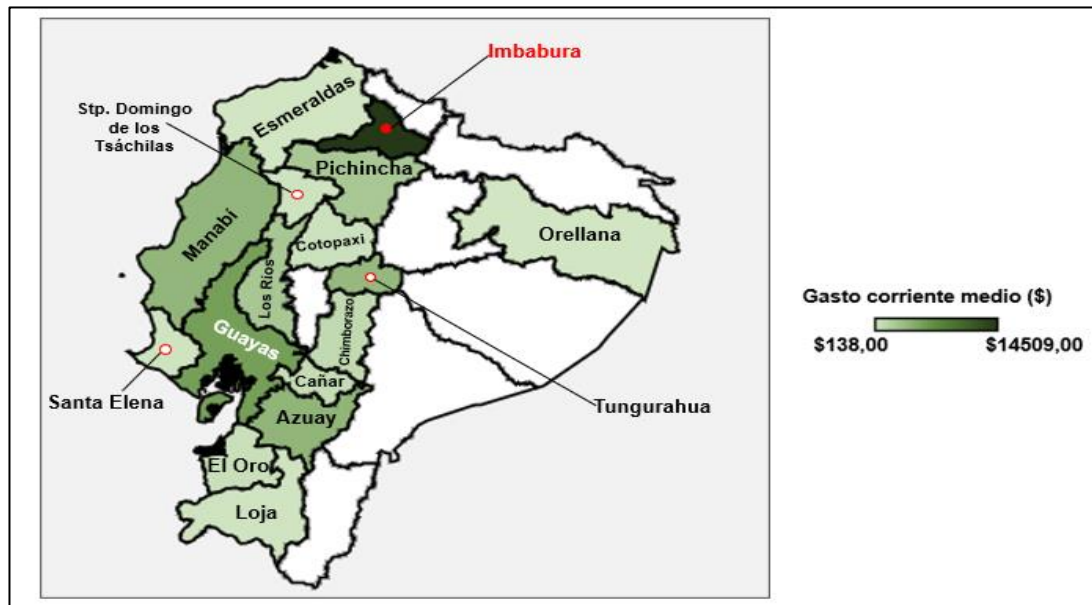 Imbabura
Stp. Domingo
de los
Tsáchilas
Esmeraldas
Pichincha
Manabí
Cotopaxi
Orellana
Los Ríos
Guayas
Chimborazo
Santa Elena
Cañar
Azuay
Tungurahua
El Oro
Loja
Gasto corriente medio ($)
$138,00
$14509,00